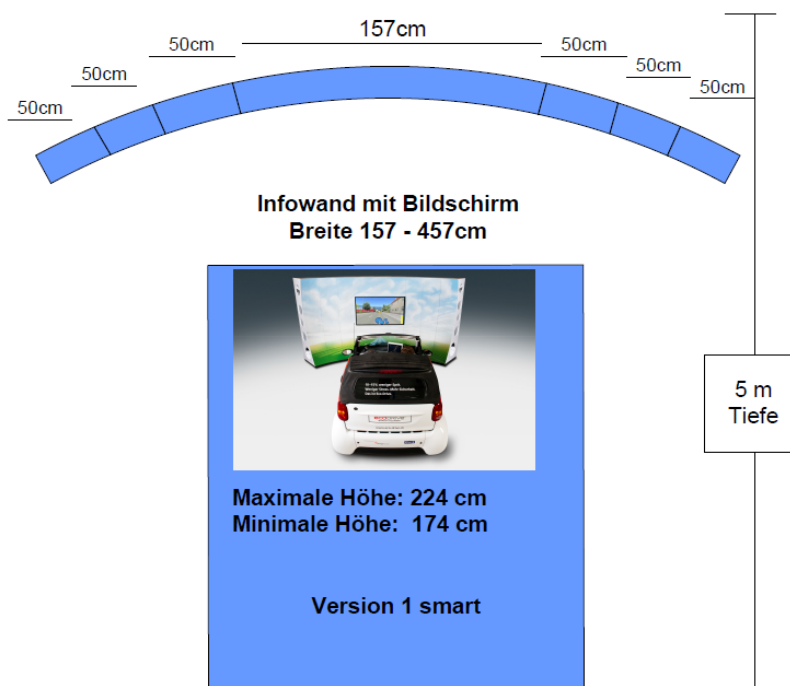 157cm
50cm
50cm
50cm
50cm
50cm
50cm
Infowand mit Bildschirm
Breite 157 - 457cm
5 m
Tiefe
Maximale Höhe: 224 cm
Minimale Höhe: 174 cm
Version 1 smart